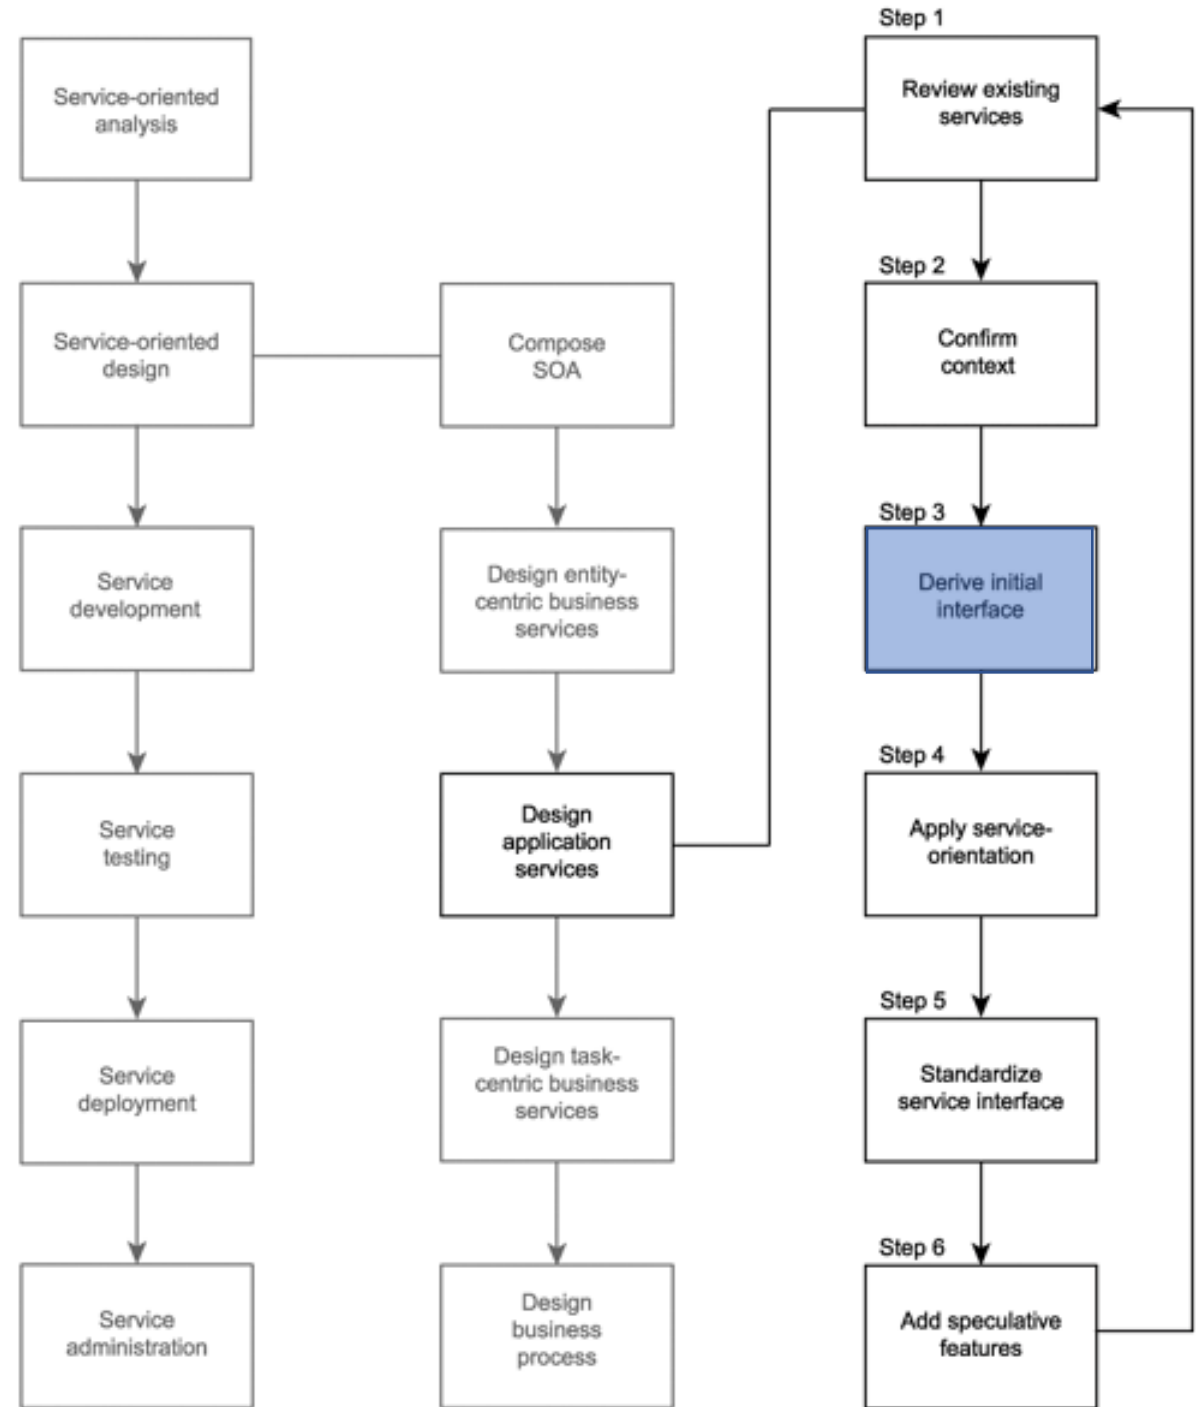 Service-oriented
analysis
Service-oriented
design
Service
development
Service
testing
Service
deployment
Service
administration
Compose
SOA
Design entity-
centric business
services
Design
application
services
Design task-
centric business
services
Design
business
process
Step 1
Review existing
services
Step 2
Confirm
context
Step 3
Derive initial
interface
Step 4
Apply service-
orientation
Step 5
Standardize
service interface
Step 6
Add speculative
features